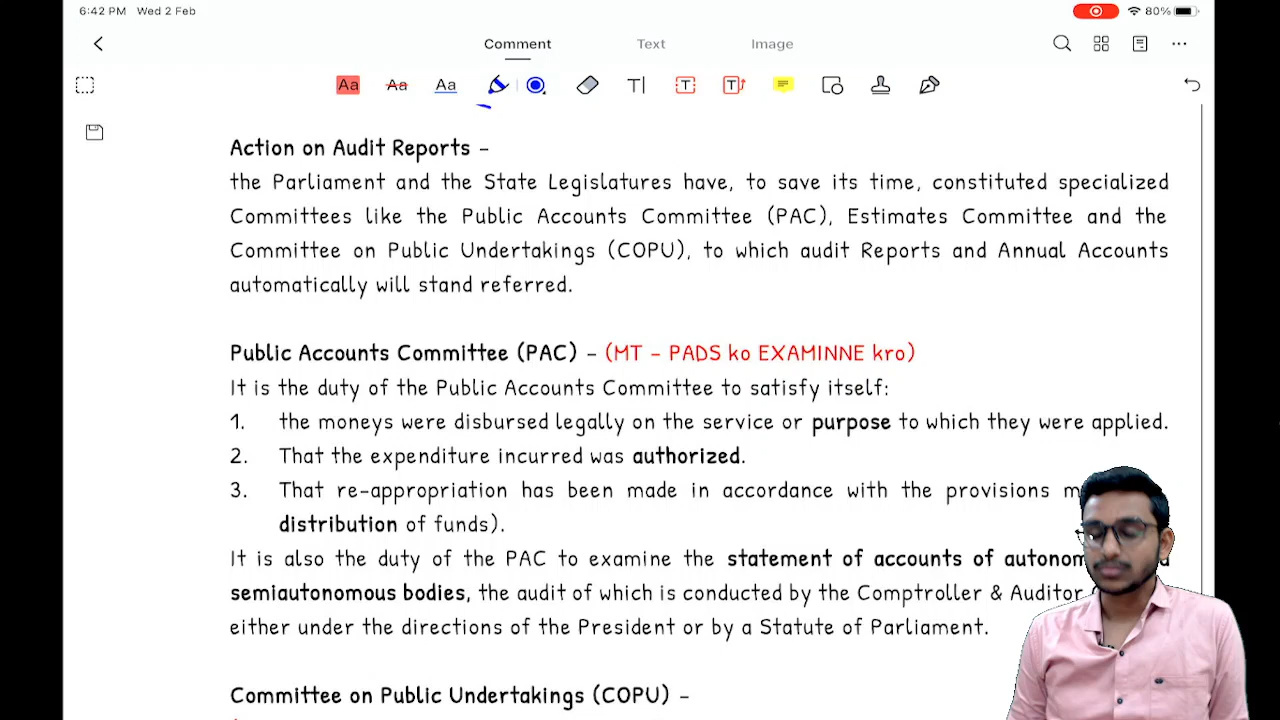 6:42 PM Wed 2 Feb
80%
Comment Text Image
Aa Aa Aa T T T
Action on Audit Reports –
the Parliament and the State Legislatures have, to save its time, constituted specialized
Committees like the Public Accounts Committee (PAC), Estimates Committee and the
Committee on Public Undertakings (COPU), to which audit Reports and Annual Accounts
automatically will stand referred.
Public Accounts Committee (PAC) – (MT – PADS ko EXAMINNE kro)
It is the duty of the Public Accounts Committee to satisfy itself:
1. the moneys were disbursed legally on the service or purpose to which they were applied.
2. That the expenditure incurred was authorized.
3. That re-appropriation has been made in accordance with the provisions
distribution of funds).
It is also the duty of the PAC to examine the statement of accounts of
semiautonomous bodies, the audit of which is conducted by the Comptroller & Auditor
either under the directions of the President or by a Statute of Parliament.
Committee on Public Undertakings (COPU) –